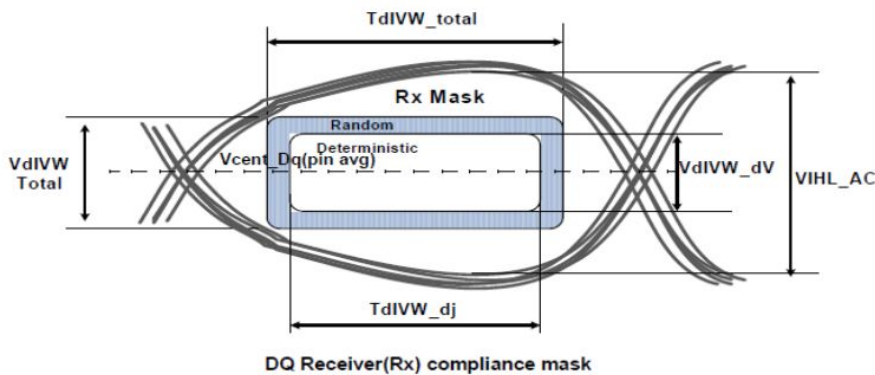 TdIVW_total
Rx Mask
Random
Deterministic
Vcent_Dq(pin avg)
VdIVW
Total
VdIVW_dV
VIHL_AC
TdIVW_dj
DQ Receiver(Rx) compliance mask